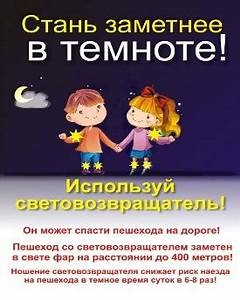 Стань заметнее
в темноте!
Используй
световозвращатель!
Он может спасти пешехода на дороге!
Пешеход со световозвращателем заметен
в свете фар на расстоянии до 400 метров!
Ношение световозвращателя снижает риск наезда
на пешехода в темное время суток в 6-8 раз!